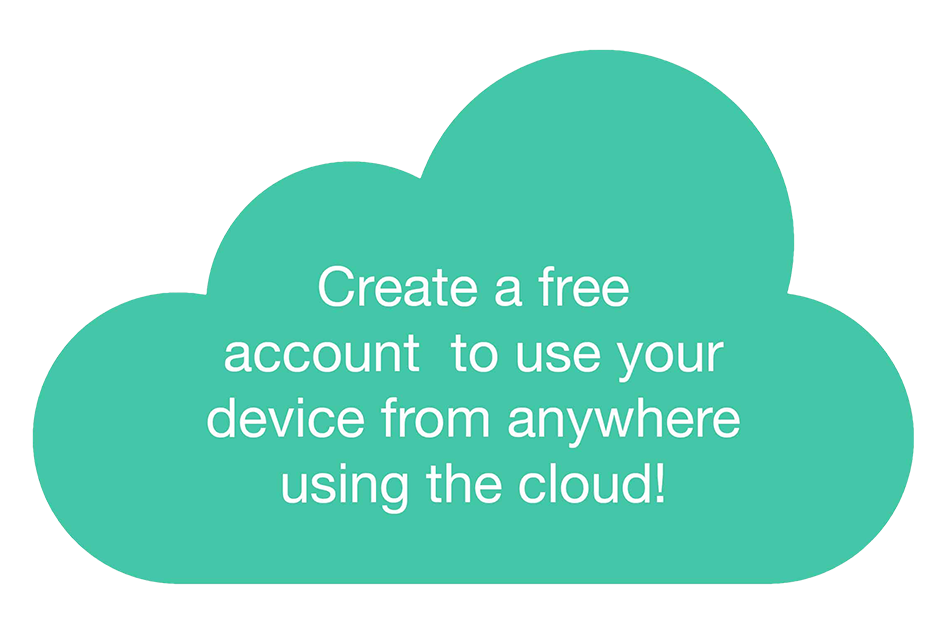 Create a free
account  to use your
device from anywhere
using the cloud!